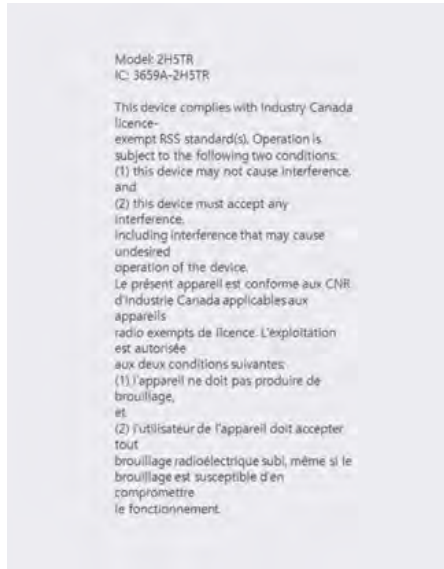 Model: 2H5TR
IC: 3659A-2H5TR
This device complies with Industry Canada
licence-
exempt RSS standard(s). Operation is
subject to the following two conditions:
(1) this device may not cause interference,
and
(2) this device must accept any
interference,
including interference that may cause
undesired
operation of the device.
Le présent appareil est conforme aux CNR
d'Industrie Canada applicables aux
appareils
radio exempts de licence. L'exploitation
est autorisée
aux deux conditions suivantes:
(1) l'appareil ne doit pas produire de
brouillage,
et
(2) l'utilisateur de l'appareil doit accepter
tout
brouillage radioélectrique subi, même si le
brouillage est susceptible d'en
compromettre
le fonctionnement.